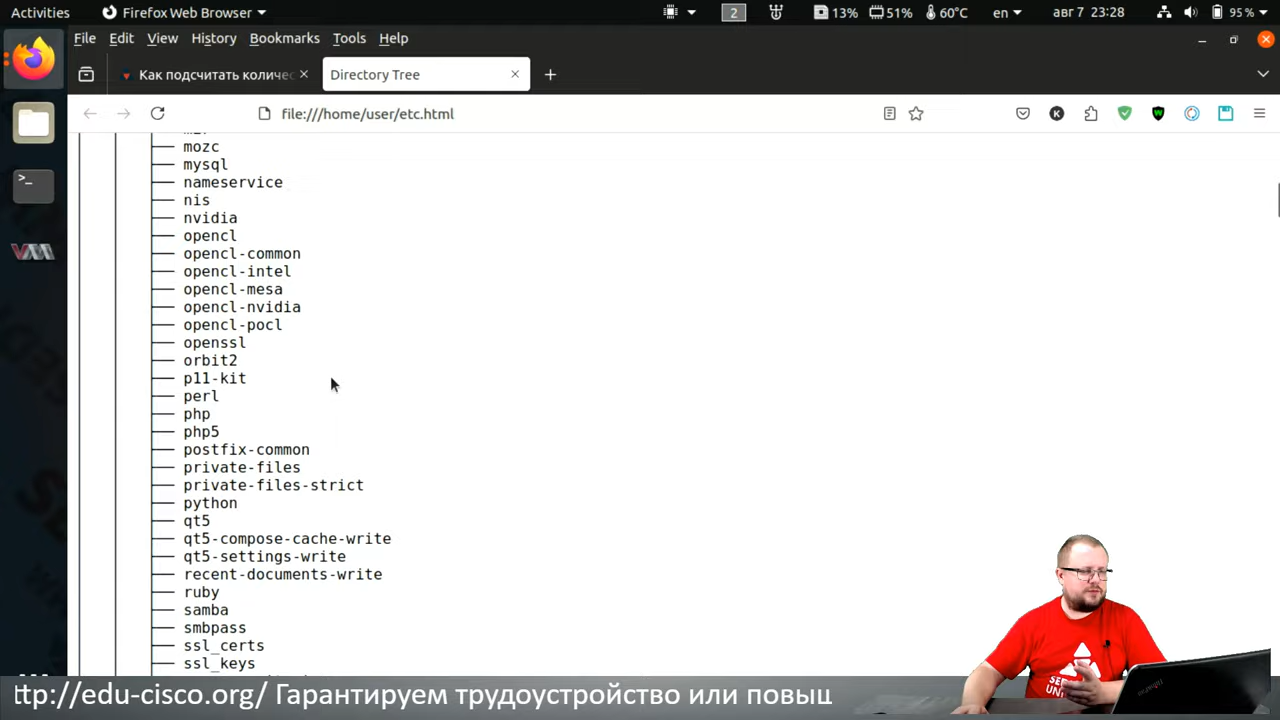 Activities Firefox Web Browser 2 13% 51% 60°C en авг 7 23:28 95%
File Edit View History Bookmarks Tools Help
Как подсчитать количес Directory Tree
file:///home/user/etc.html
mozc
mysql
nameservice
nis
nvidia
opencl
opencl-common
opencl-intel
opencl-mesa
opencl-nvidia
opencl-pocl
openssl
orbit2
p11-kit
perl
php
php5
postfix-common
private-files
private-files-strict
python
qt5
qt5-compose-cache-write
qt5-settings-write
recent-documents-write
ruby
samba
smbpass
ssl_certs
ssl_keys
ttp://edu-cisco.org/ Гарантируем трудоустройство или повыш